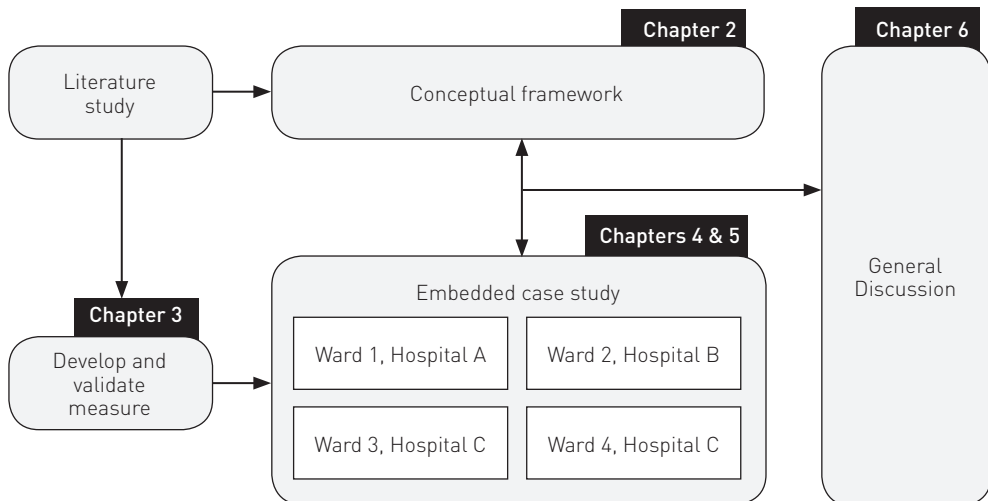 Chapter 2
Chapter 6
Literature
study
Conceptual framework
Chapters 4 & 5
General
Discussion
Embedded case study
Chapter 3
Develop and
validate
measure
Ward 1, Hospital A
Ward 2, Hospital B
Ward 3, Hospital C
Ward 4, Hospital C